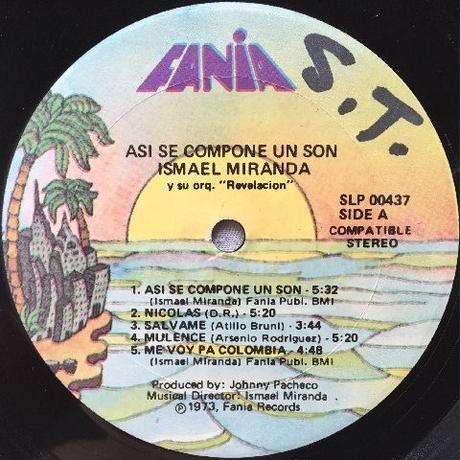 FANIA
S.T.
ASI SE COMPONE UN SON
ISMAEL MIRANDA
y su orq. "Revelacion"
SLP 00437
SIDE A
COMPATIBLE
STEREO
1. ASI SE COMPONE UN SON - 5:32
(Ismael Miranda) Fania Publ. BMI
2. NICOLAS (D.R.) - 5:20
3. SALVAME (Atilio Bruni) - 3:44
4. MULENCE (Arsenio Rodriguez) - 5:20
5. ME VOY PA COLOMBIA - 4:48
(Ismael Miranda) Fania Publ. BMI
Produced by: Johnny Pacheco
Musical Director: Ismael Miranda
Ⓟ1973, Fania Records